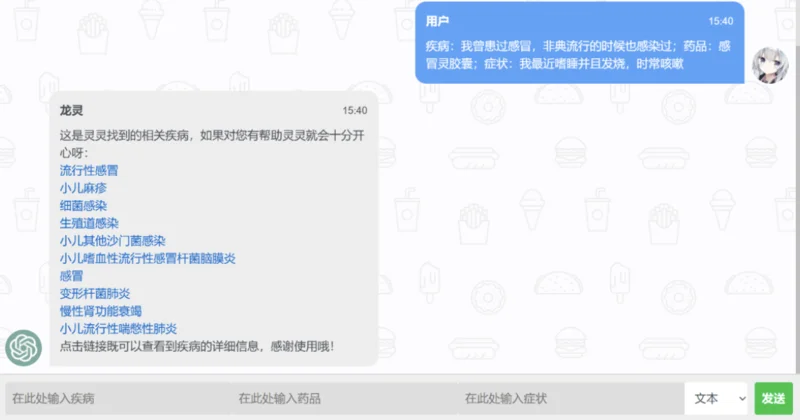 用户 15:40
疾病：我曾患过感冒，非典流行的时候也感染过；药品：感
冒灵胶囊；症状：我最近嗜睡并且发烧，时常咳嗽
龙灵 15:40
这是灵灵找到的相关疾病，如果对您有帮助灵灵就会十分开
心呀：
流行性感冒
小儿麻疹
细菌感染
生殖道感染
小儿其他沙门菌感染
小儿嗜血性流行性感冒杆菌脑膜炎
感冒
变形杆菌肺炎
慢性肾功能衰竭
小儿流行性喘憋性肺炎
点击链接既可以查看到疾病的详细信息，感谢使用哦！
在此处输入疾病 在此处输入药品 在此处输入症状 文本 发送